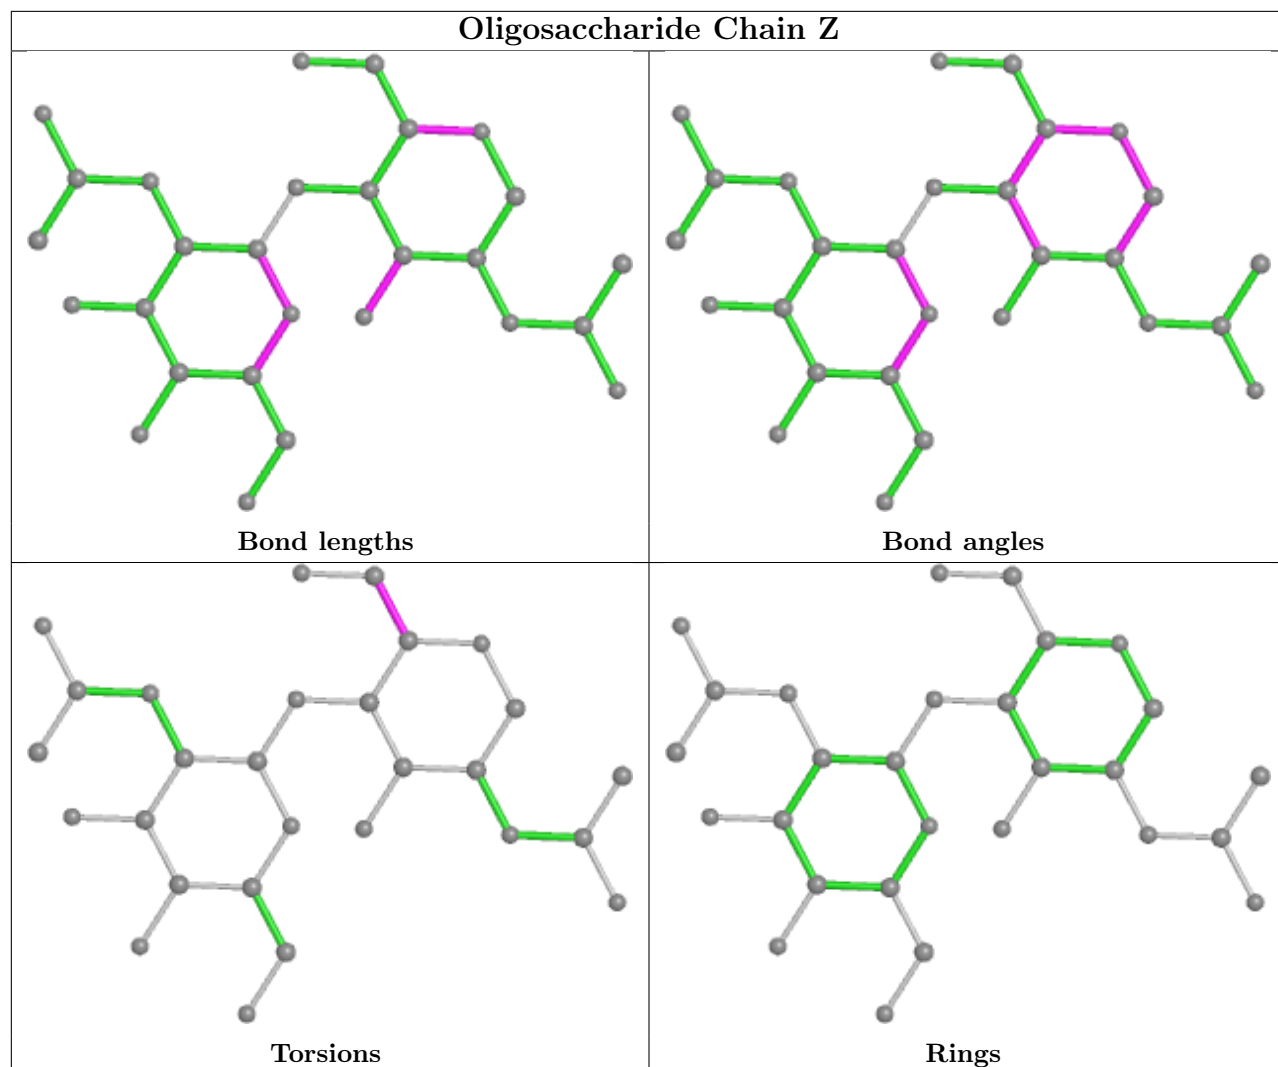 Oligosaccharide Chain Z
Bond lengths
Bond angles
Torsions
Rings